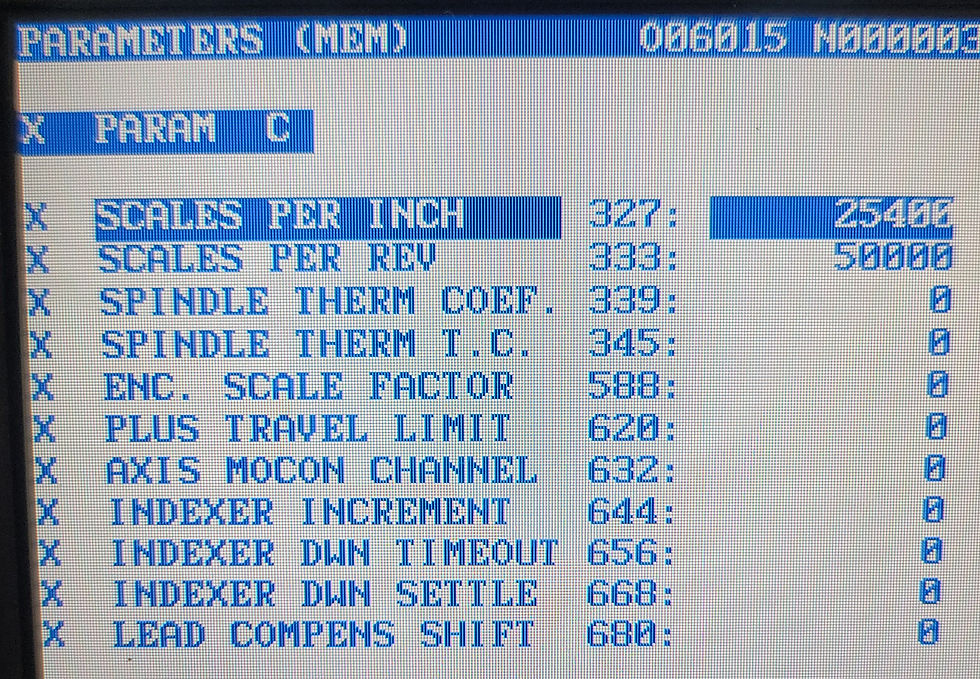 PARAMETERS (MEM) O06015 N000003
X PARAM C
X SCALES PER INCH 327: 25400
X SCALES PER REV 333: 50000
X SPINDLE THERM COEF. 339: 0
X SPINDLE THERM T.C. 345: 0
X ENC. SCALE FACTOR 588: 0
X PLUS TRAVEL LIMIT 620: 0
X AXIS MOCON CHANNEL 632: 0
X INDEXER INCREMENT 644: 0
X INDEXER DWN TIMEOUT 656: 0
X INDEXER DWN SETTLE 668: 0
X LEAD COMPENS SHIFT 680: 0